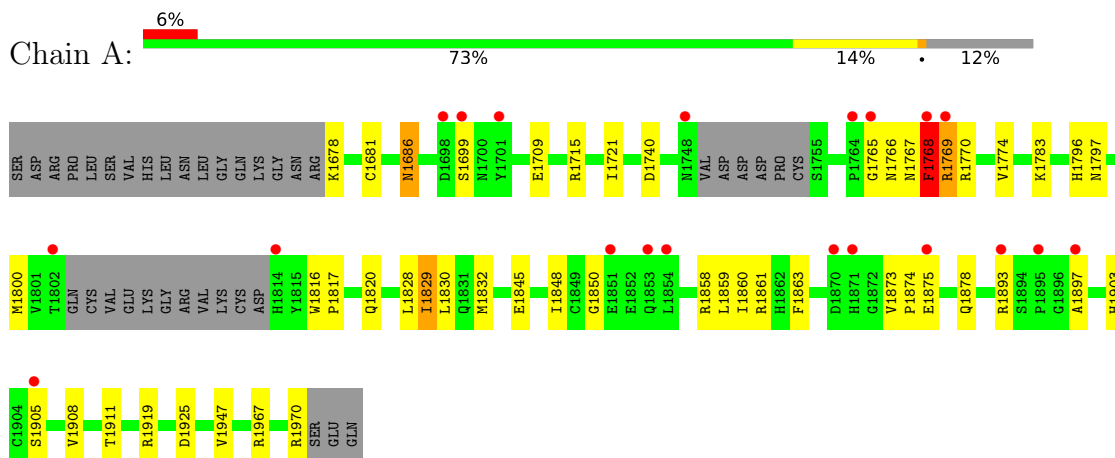 6%
Chain A:
73% 14% • 12%
SER ASP ARG PRO LEU SER VAL HIS LEU ASN LEU GLY GLN LYS GLY ASN ARG K1678 C1681 N1686 D1698 S1699 N1700 Y1701 E1709 R1715 I1721 D1740 N1748 VAL ASP ASP ASP PRO CYS S1755 P1764 G1765 N1766 N1767 F1768 R1769 R1770 V1774 K1783 H1796 N1797
M1800 V1801 T1802 GLN CYS VAL GLU LYS GLY ARG VAL LYS CYS ASP H1814 Y1815 W1816 P1817 Q1820 L1828 I1829 L1830 Q1831 M1832 E1845 I1848 C1849 G1850 E1851 E1852 Q1853 L1854 R1858 L1859 I1860 R1861 H1862 F1863 D1870 H1871 G1872 V1873 P1874 E1875 Q1878 R1893 S1894 P1895 G1896 A1897 H1903
C1904 S1905 V1908 T1911 R1919 D1925 V1947 R1967 R1970 SER GLU GLN